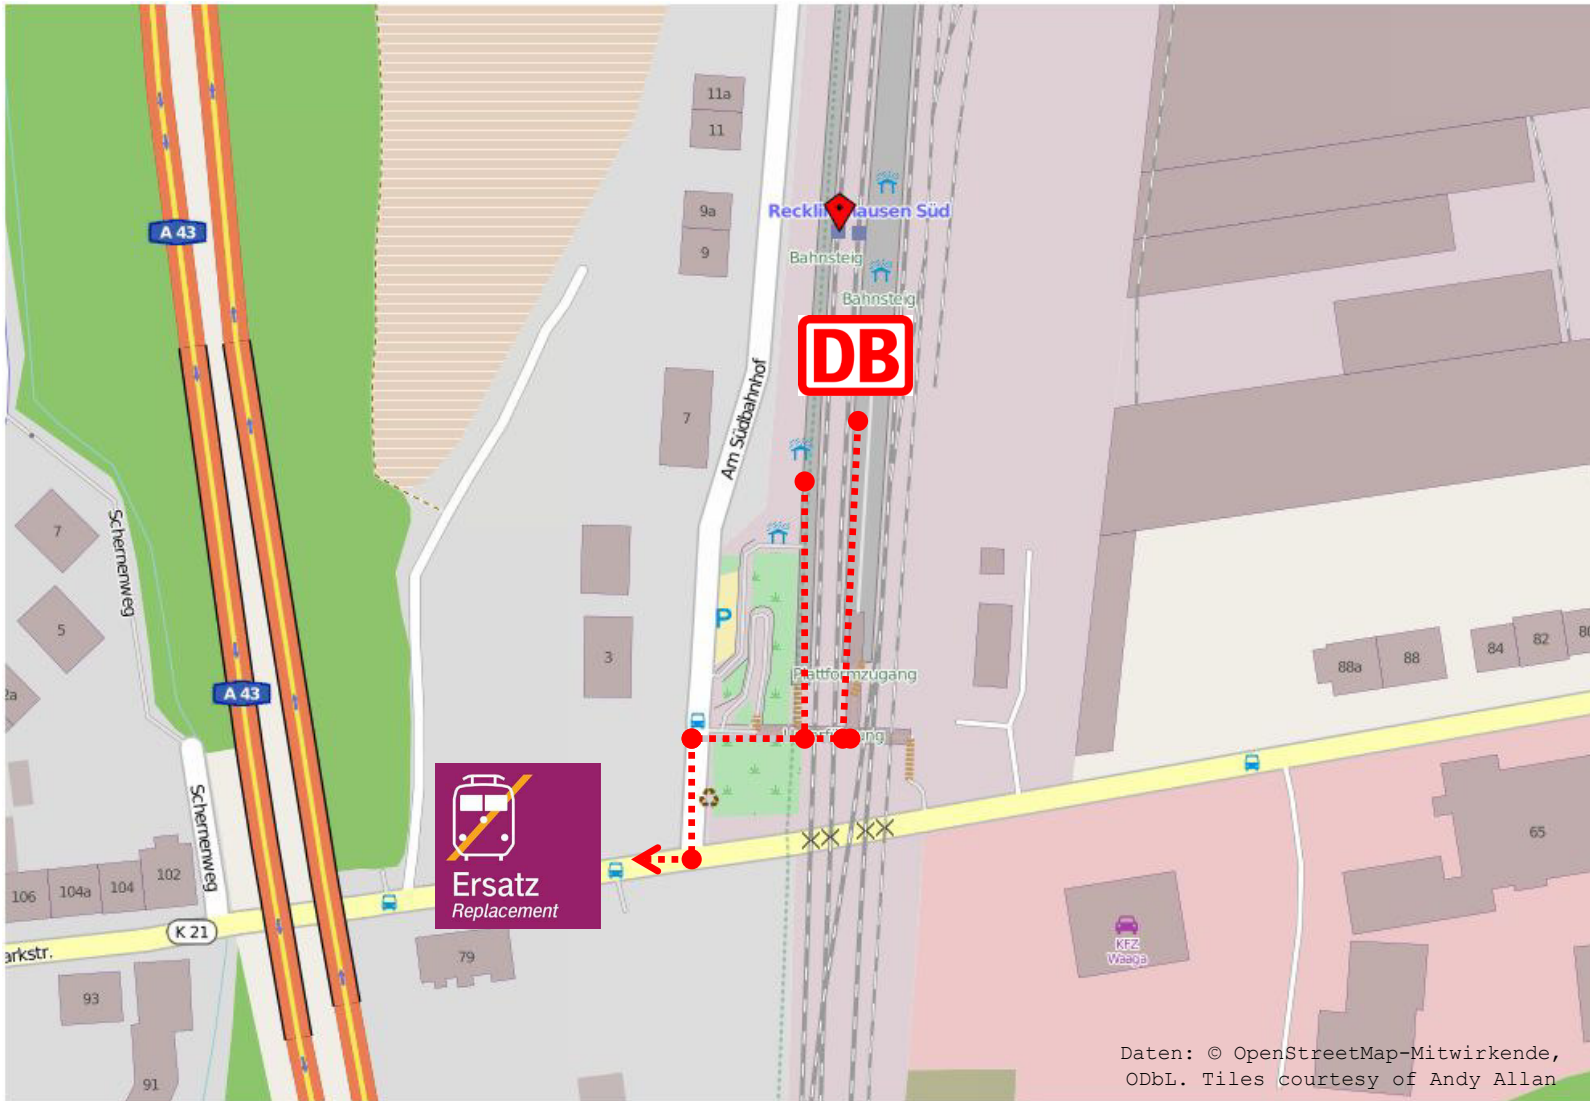 11a
11
9a
Recklinghausen Süd
A 43
9
Bahnsteig
Bahnsteig
DB
Am Südbahnhof
7
7
Schernenweg
5
P
3
Plattformzugang
88a
88
84
82
2a
A 43
Schernenweg
Ersatz
Replacement
65
102
104
104a
106
K 21
arkstr.
79
KFZ
Waaga
93
91
Daten: © OpenStreetMap-Mitwirkende,
ODbL. Tiles courtesy of Andy Allan